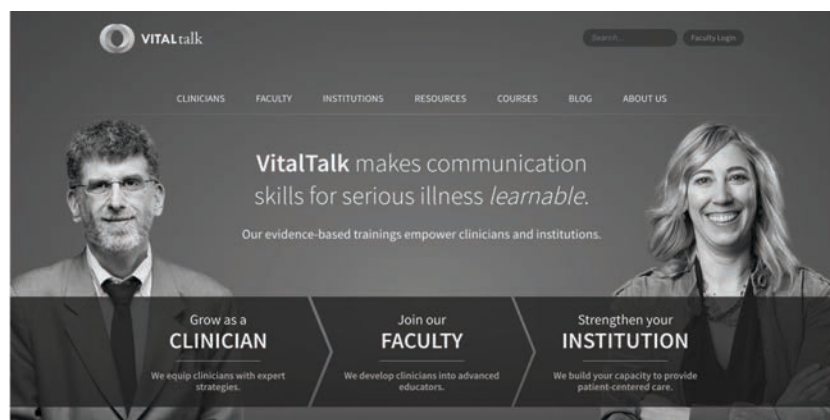 VITALtalk
Search...
Faculty Login
CLINICIANS FACULTY INSTITUTIONS RESOURCES COURSES BLOG ABOUT US
VitalTalk makes communication
skills for serious illness learnable.
Our evidence-based trainings empower clinicians and institutions.
Grow as a
CLINICIAN
We equip clinicians with expert
strategies.
Join our
FACULTY
We develop clinicians into advanced
educators.
Strengthen your
INSTITUTION
We build your capacity to provide
patient-centered care.